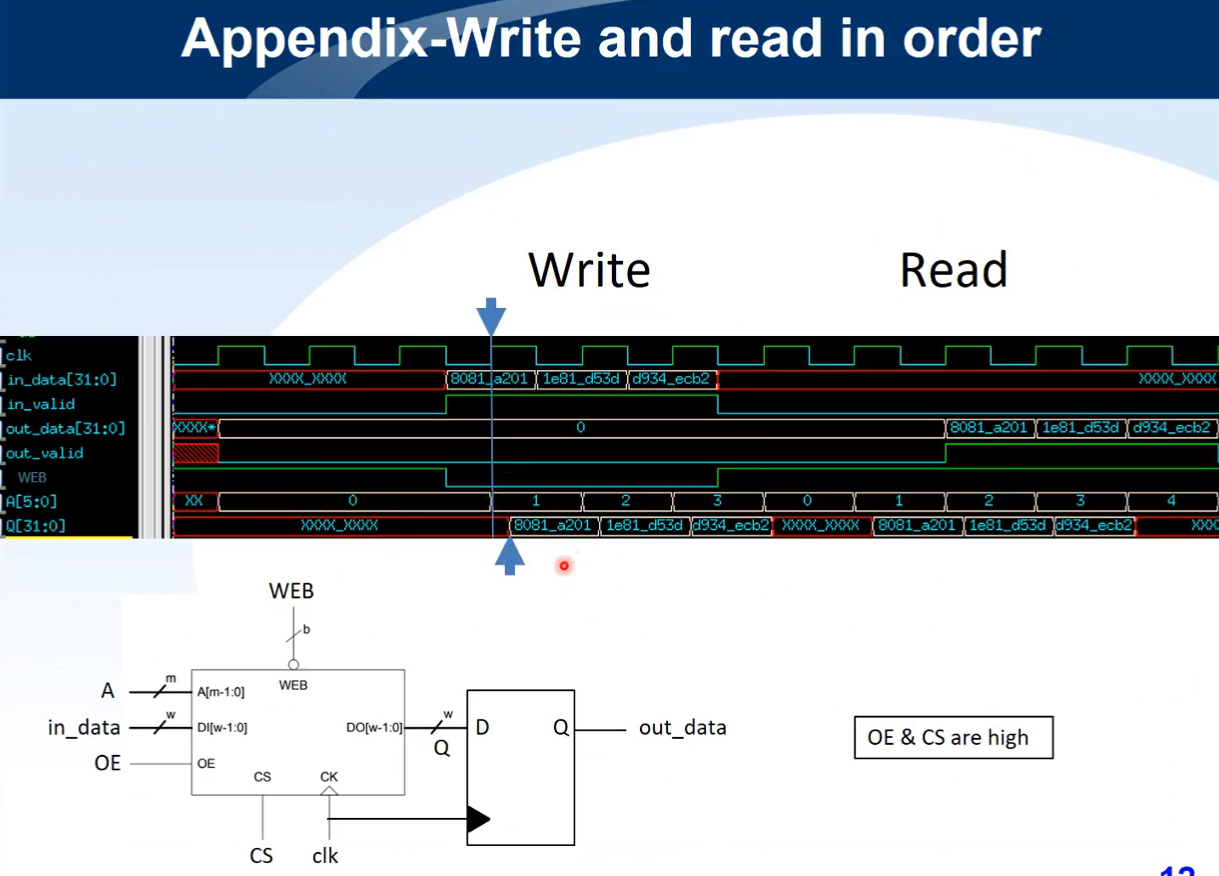 Appendix-Write and read in order
Write Read
clk
in_data[31:0] XXXX_XXXX 8081_a201 1e81_d53d d934_ecb2 XXXX_XXXX
in_valid
out_data[31:0] XXXX* 0 8081_a201 1e81_d53d d934_ecb2
out_valid
WEB
A[5:0] XX 0 1 2 3 0 1 2 3 4
Q[31:0] XXXX_XXXX 8081_a201 1e81_d53d d934_ecb2 XXXX_XXXX 8081_a201 1e81_d53d d934_ecb2 XXX
WEB
b
WEB
A m A[m-1:0]
in_data w DI[w-1:0] DO[w-1:0] w D Q out_data
Q
OE OE
OE & CS are high
CS CK
CS clk